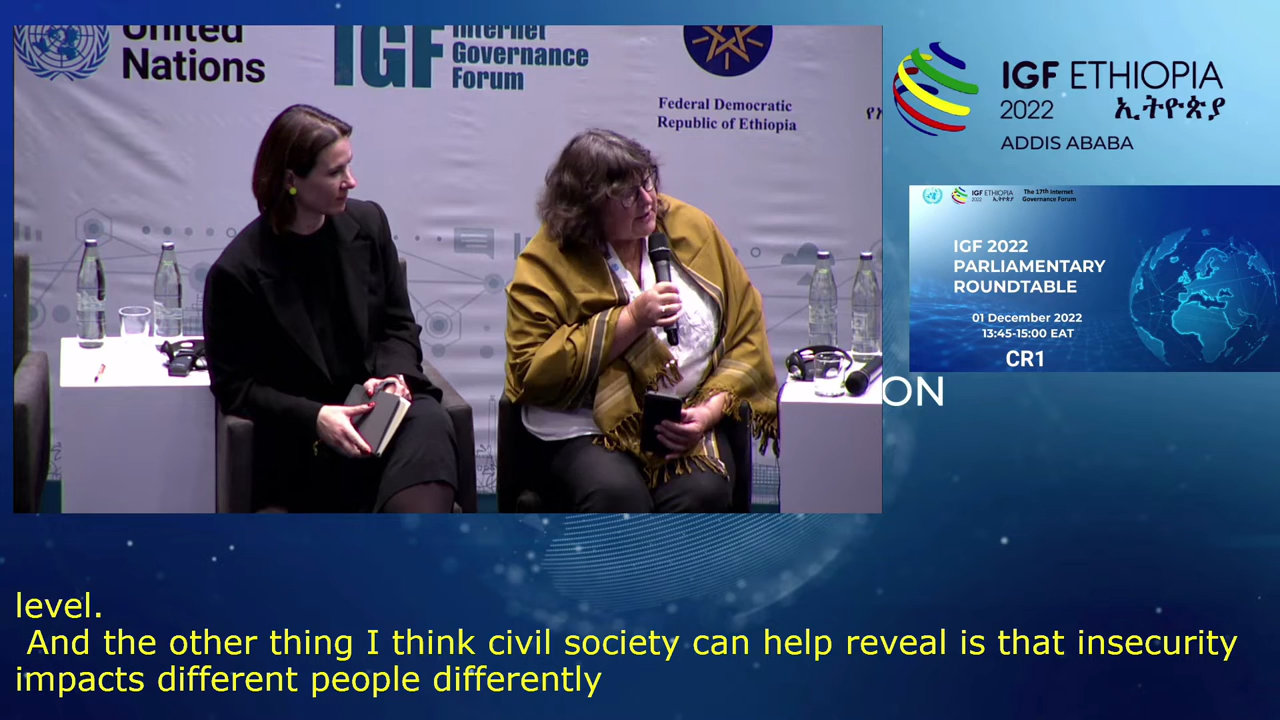 United
Nations
IGF
Internet
Governance
Forum
Federal Democratic
Republic of Ethiopia
IGF ETHIOPIA
2022 ኢትዮጵያ
ADDIS ABABA
IGF ETHIOPIA
2022 ኢትዮጵያ
The 17th Internet
Governance Forum
IGF 2022
PARLIAMENTARY
ROUNDTABLE
01 December 2022
13:45-15:00 EAT
CR1
ON
level.
And the other thing I think civil society can help reveal is that insecurity
impacts different people differently